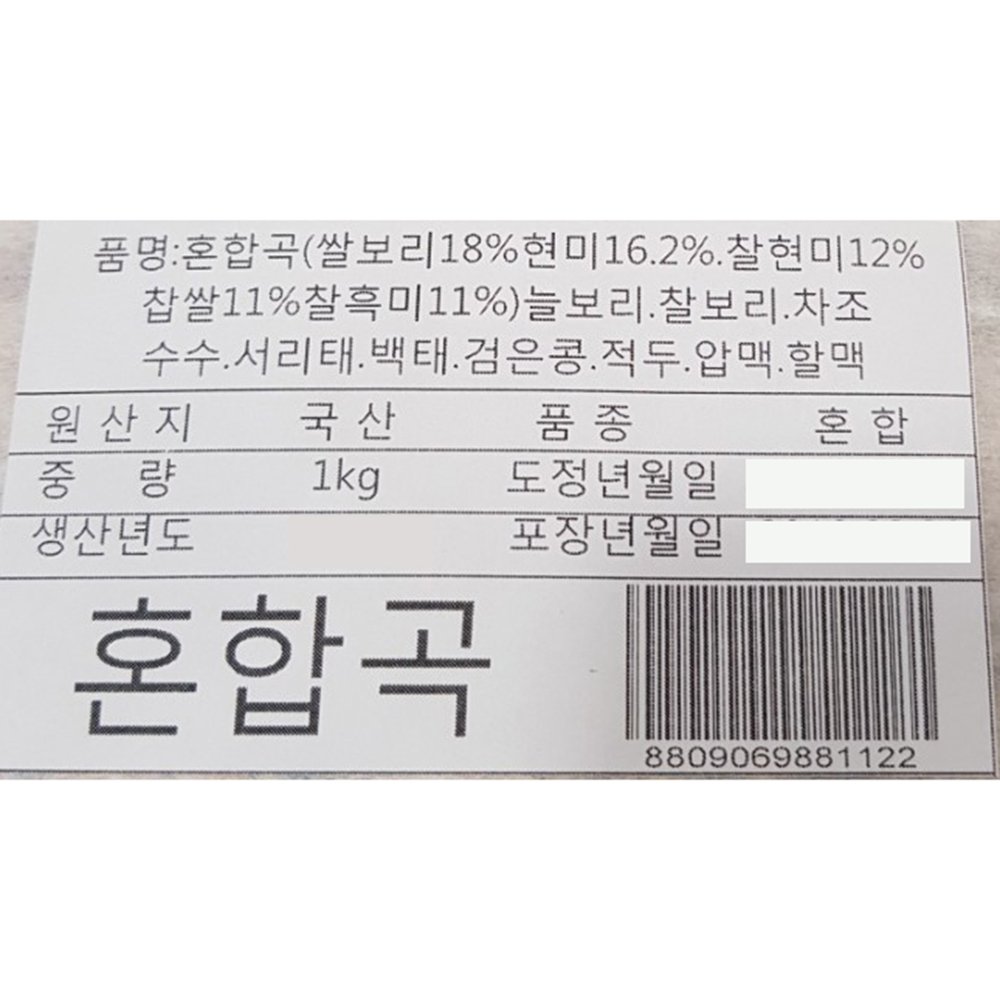 품명:혼합곡(쌀보리18%현미16.2%.찰현미12%
찹쌀11%찰흑미11%)늘보리.찰보리.차조
수수.서리태.백태.검은콩.적두.압맥.할맥
원 산 지 국 산 품 종 혼 합
중 량 1kg 도정년월일
생산년도 포장년월일
혼합곡
8809069881122